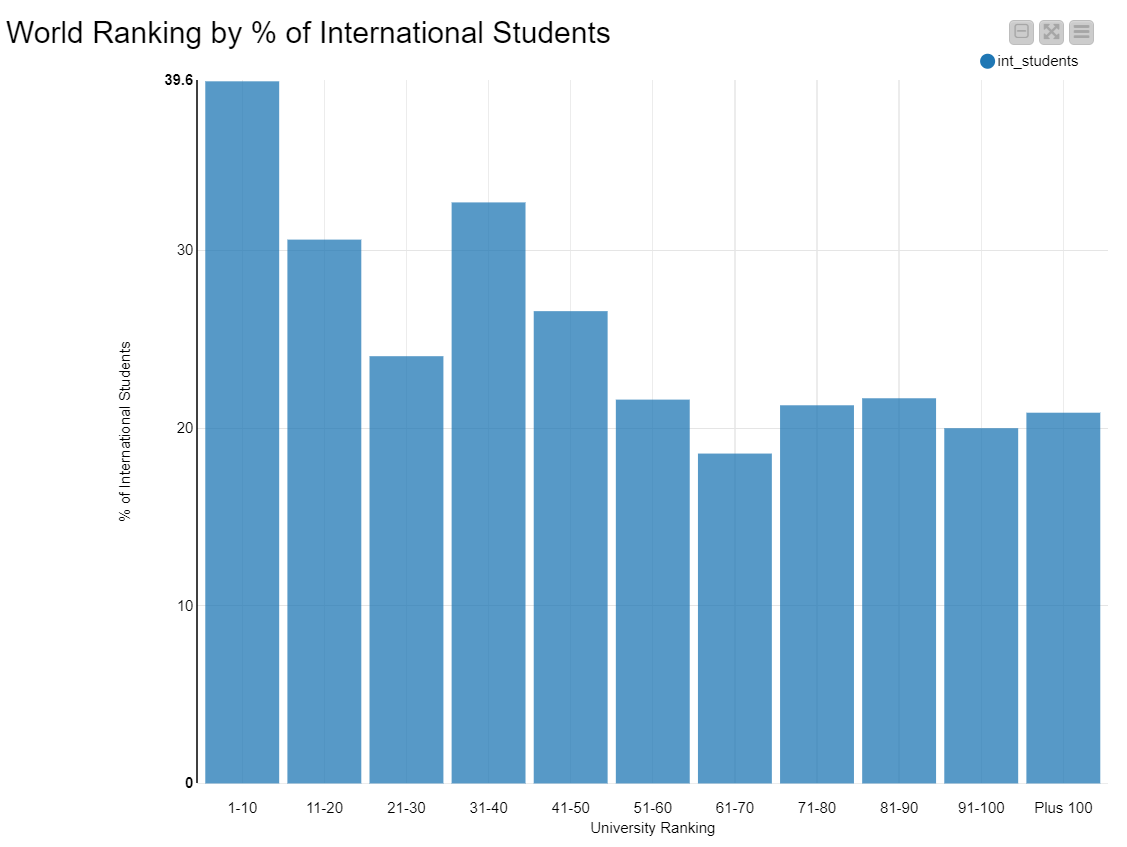 World Ranking by % of International Students
int_students
39.6
30
20
10
0
% of International Students
1-10 11-20 21-30 31-40 41-50 51-60 61-70 71-80 81-90 91-100 Plus 100
University Ranking